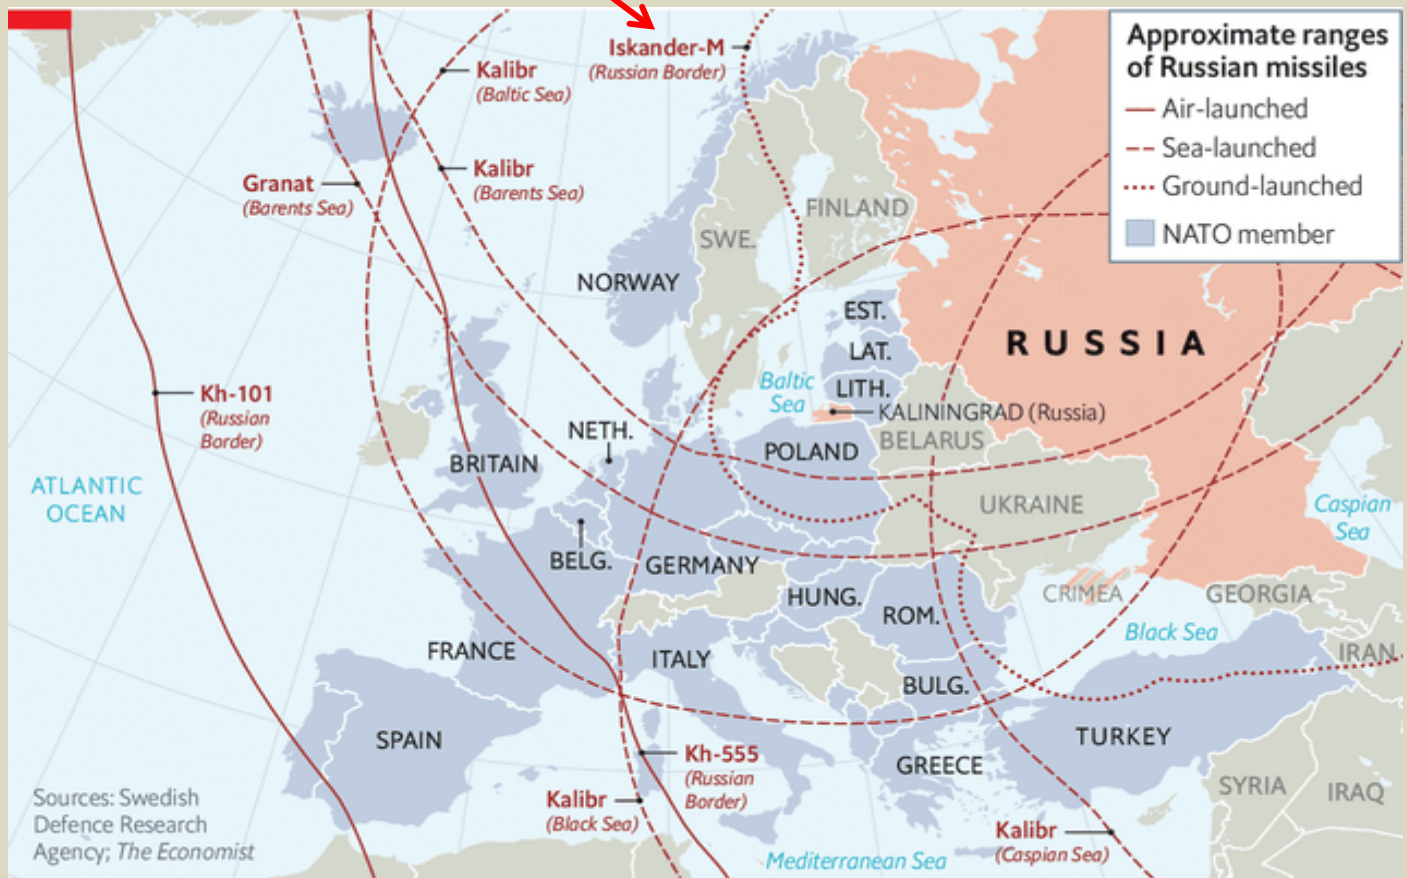 Approximate ranges
of Russian missiles
Air-launched
Sea-launched
Ground-launched
NATO member
Iskander-M
(Russian Border)
Kalibr
(Baltic Sea)
Kalibr
(Barents Sea)
Granat
(Barents Sea)
FINLAND
SWE.
NORWAY
EST.
RUSSIA
LAT.
Baltic
Sea
LITH.
Kh-101
(Russian
Border)
KALININGRAD (Russia)
NETH.
BELARUS
POLAND
BRITAIN
ATLANTIC
OCEAN
UKRAINE
Caspian
Sea
BELG.
GERMANY
HUNG.
CRIMEA
GEORGIA
ROM.
Black Sea
FRANCE
ITALY
IRAN
BULG.
SPAIN
TURKEY
Kh-555
(Russian
Border)
GREECE
SYRIA
IRAQ
Kalibr
(Black Sea)
Kalibr
(Caspian Sea)
Mediterranean Sea
Sources: Swedish
Defence Research
Agency; The Economist